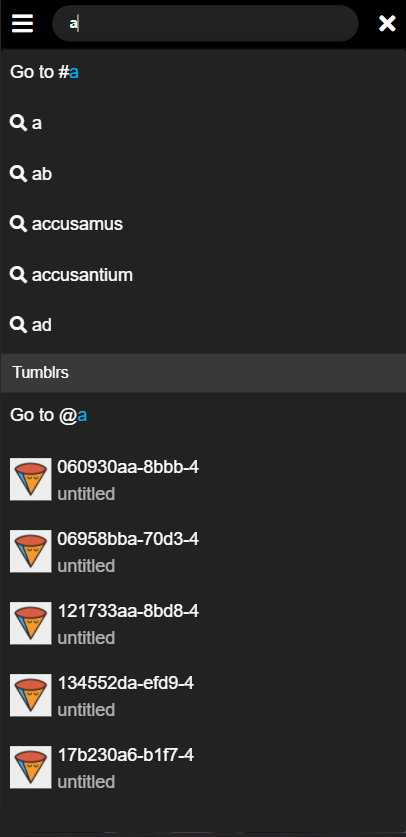 a
Go to #a
a
ab
accusamus
accusantium
ad
Tumblrs
Go to @a
060930aa-8bbb-4
untitled
06958bba-70d3-4
untitled
121733aa-8bd8-4
untitled
134552da-efd9-4
untitled
17b230a6-b1f7-4
untitled